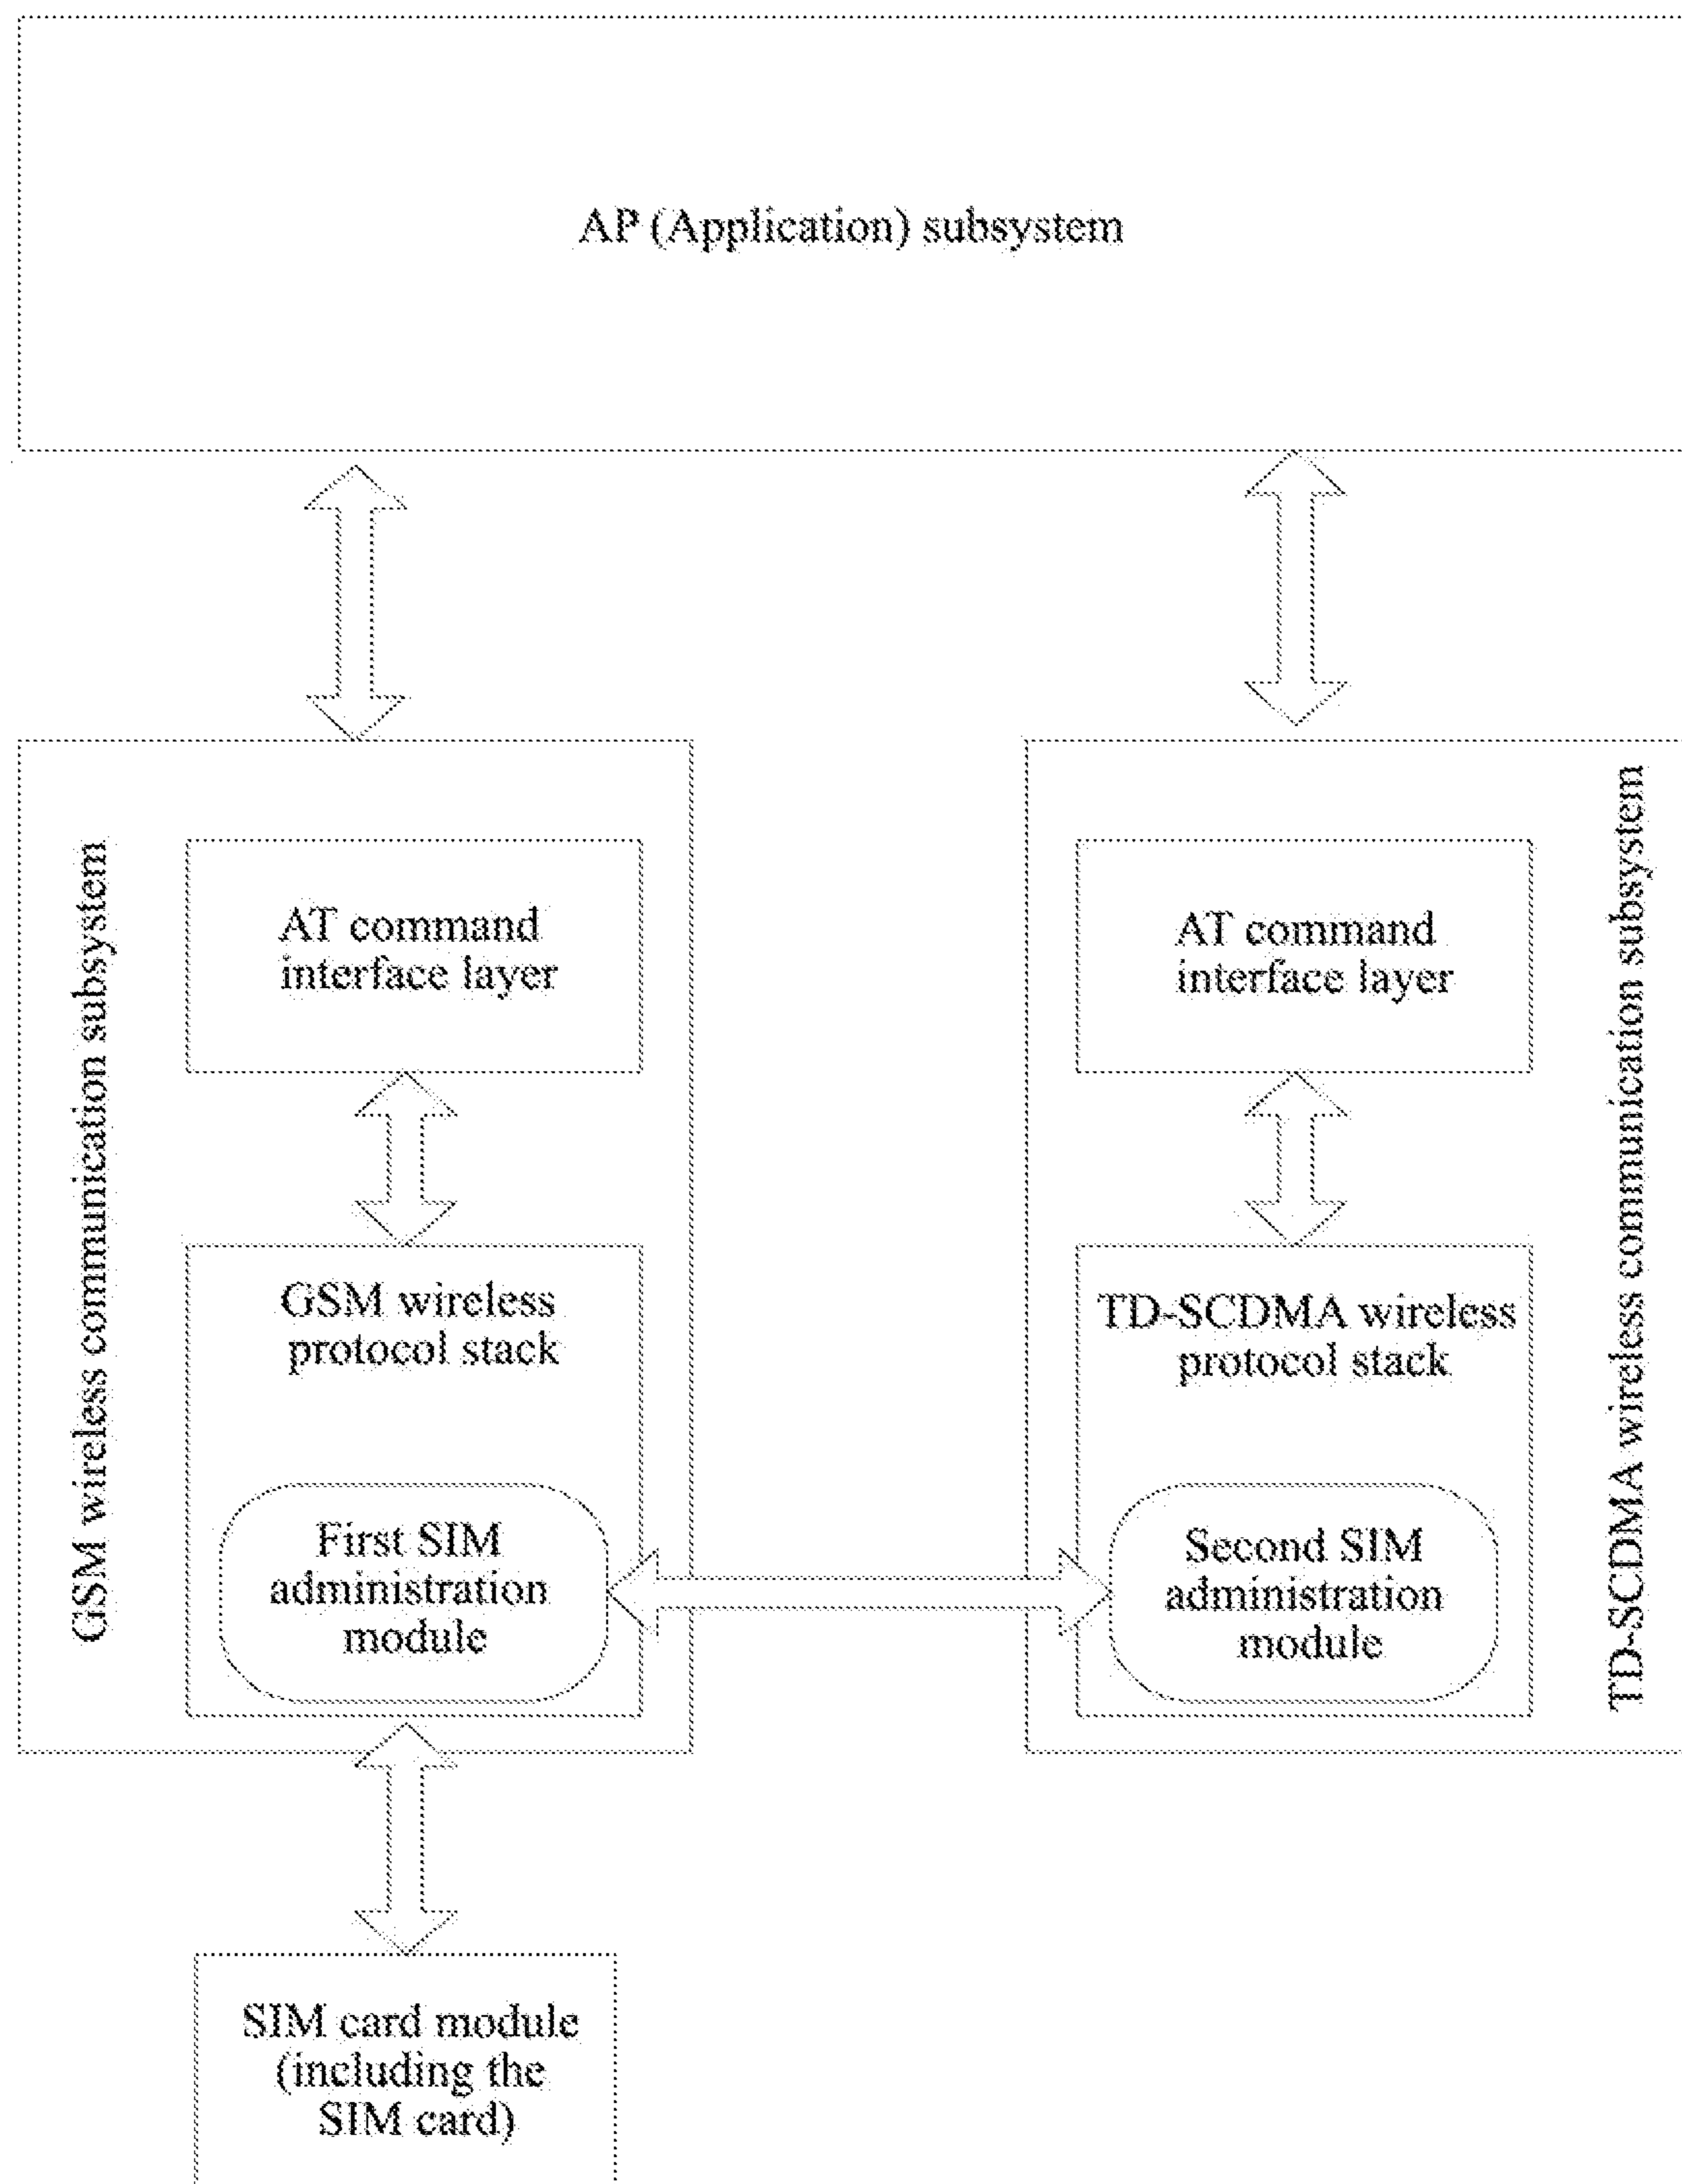 AP (Application) subsystem
GSM wireless communication subsystem
AT command
interface layer
GSM wireless
protocol stack
First SIM
administration
module
AT command
interface layer
TD-SCDMA wireless
protocol stack
Second SIM
administration
module
TD-SCDMA wireless communication subsystem
SIM card module
(including the
SIM card)